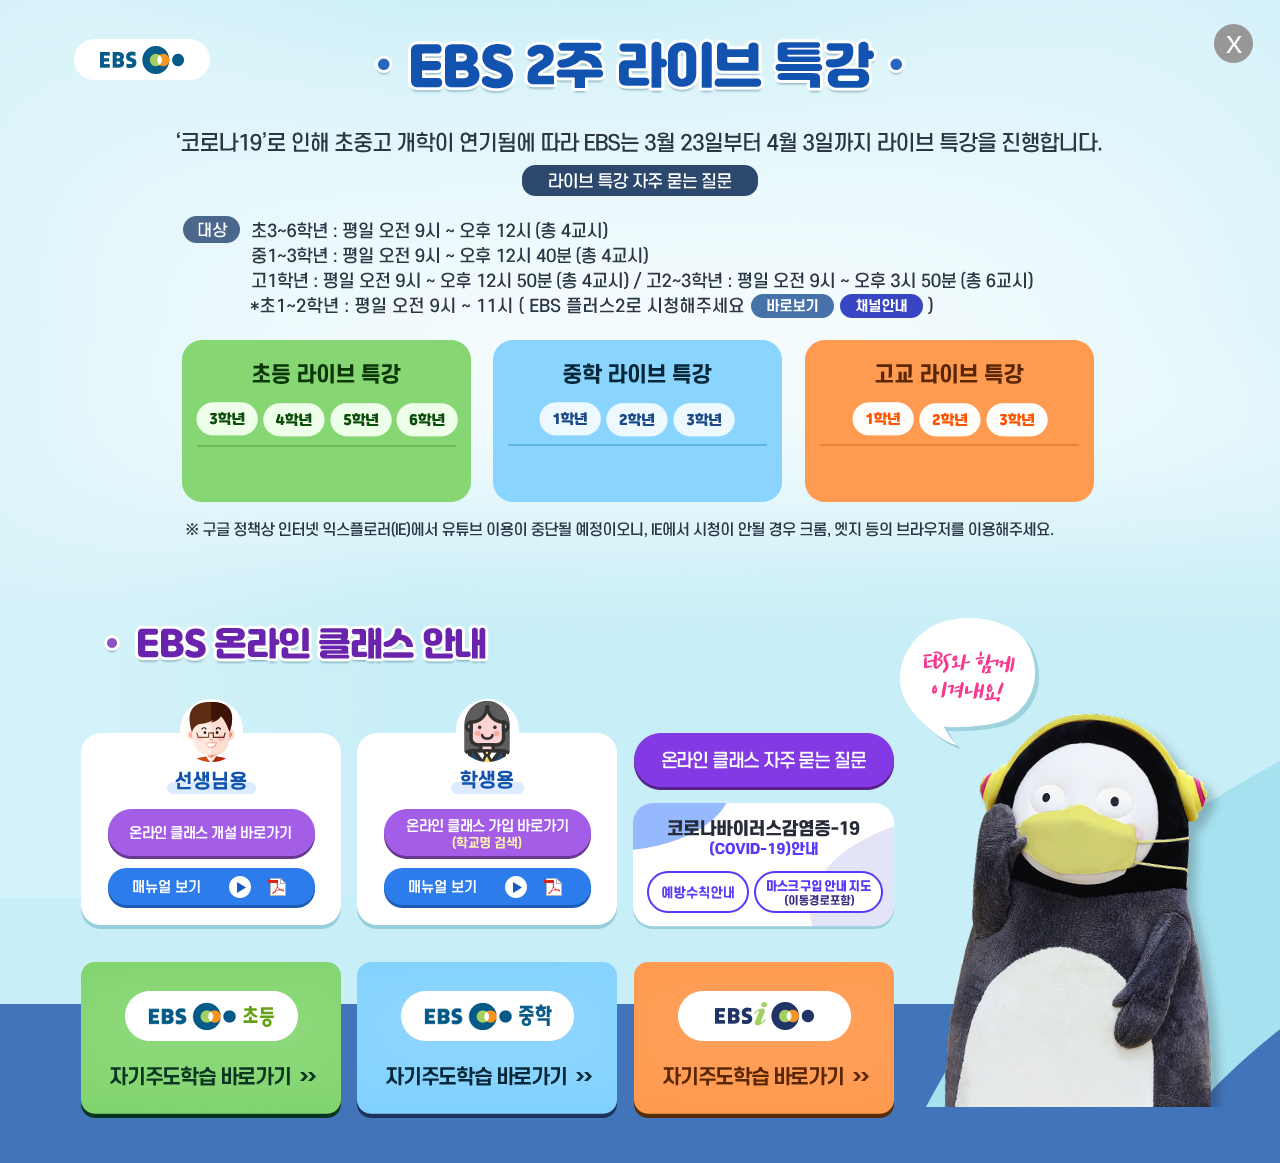 EBS
X
EBS 2주 라이브 특강
‘코로나19’로 인해 초중고 개학이 연기됨에 따라 EBS는 3월 23일부터 4월 3일까지 라이브 특강을 진행합니다.
라이브 특강 자주 묻는 질문
대상 초3~6학년 : 평일 오전 9시 ~ 오후 12시 (총 4교시)
중1~3학년 : 평일 오전 9시 ~ 오후 12시 40분 (총 4교시)
고1학년 : 평일 오전 9시 ~ 오후 12시 50분 (총 4교시) / 고2~3학년 : 평일 오전 9시 ~ 오후 3시 50분 (총 6교시)
*초1~2학년 : 평일 오전 9시 ~ 11시 ( EBS 플러스2로 시청해주세요 바로보기 채널안내 )
초등 라이브 특강
3학년 4학년 5학년 6학년
중학 라이브 특강
1학년 2학년 3학년
고교 라이브 특강
1학년 2학년 3학년
※ 구글 정책상 인터넷 익스플로러(IE)에서 유튜브 이용이 중단될 예정이오니, IE에서 시청이 안될 경우 크롬, 엣지 등의 브라우저를 이용해주세요.
EBS 온라인 클래스 안내
EBS와 함께
이겨내요!
선생님용
온라인 클래스 개설 바로가기
매뉴얼 보기
학생용
온라인 클래스 가입 바로가기
(학교명 검색)
매뉴얼 보기
온라인 클래스 자주 묻는 질문
코로나바이러스감염증-19
(COVID-19)안내
예방수칙안내
마스크 구입 안내 지도
(이동경로포함)
EBS 초등
자기주도학습 바로가기 >>
EBS 중학
자기주도학습 바로가기 >>
EBSi
자기주도학습 바로가기 >>